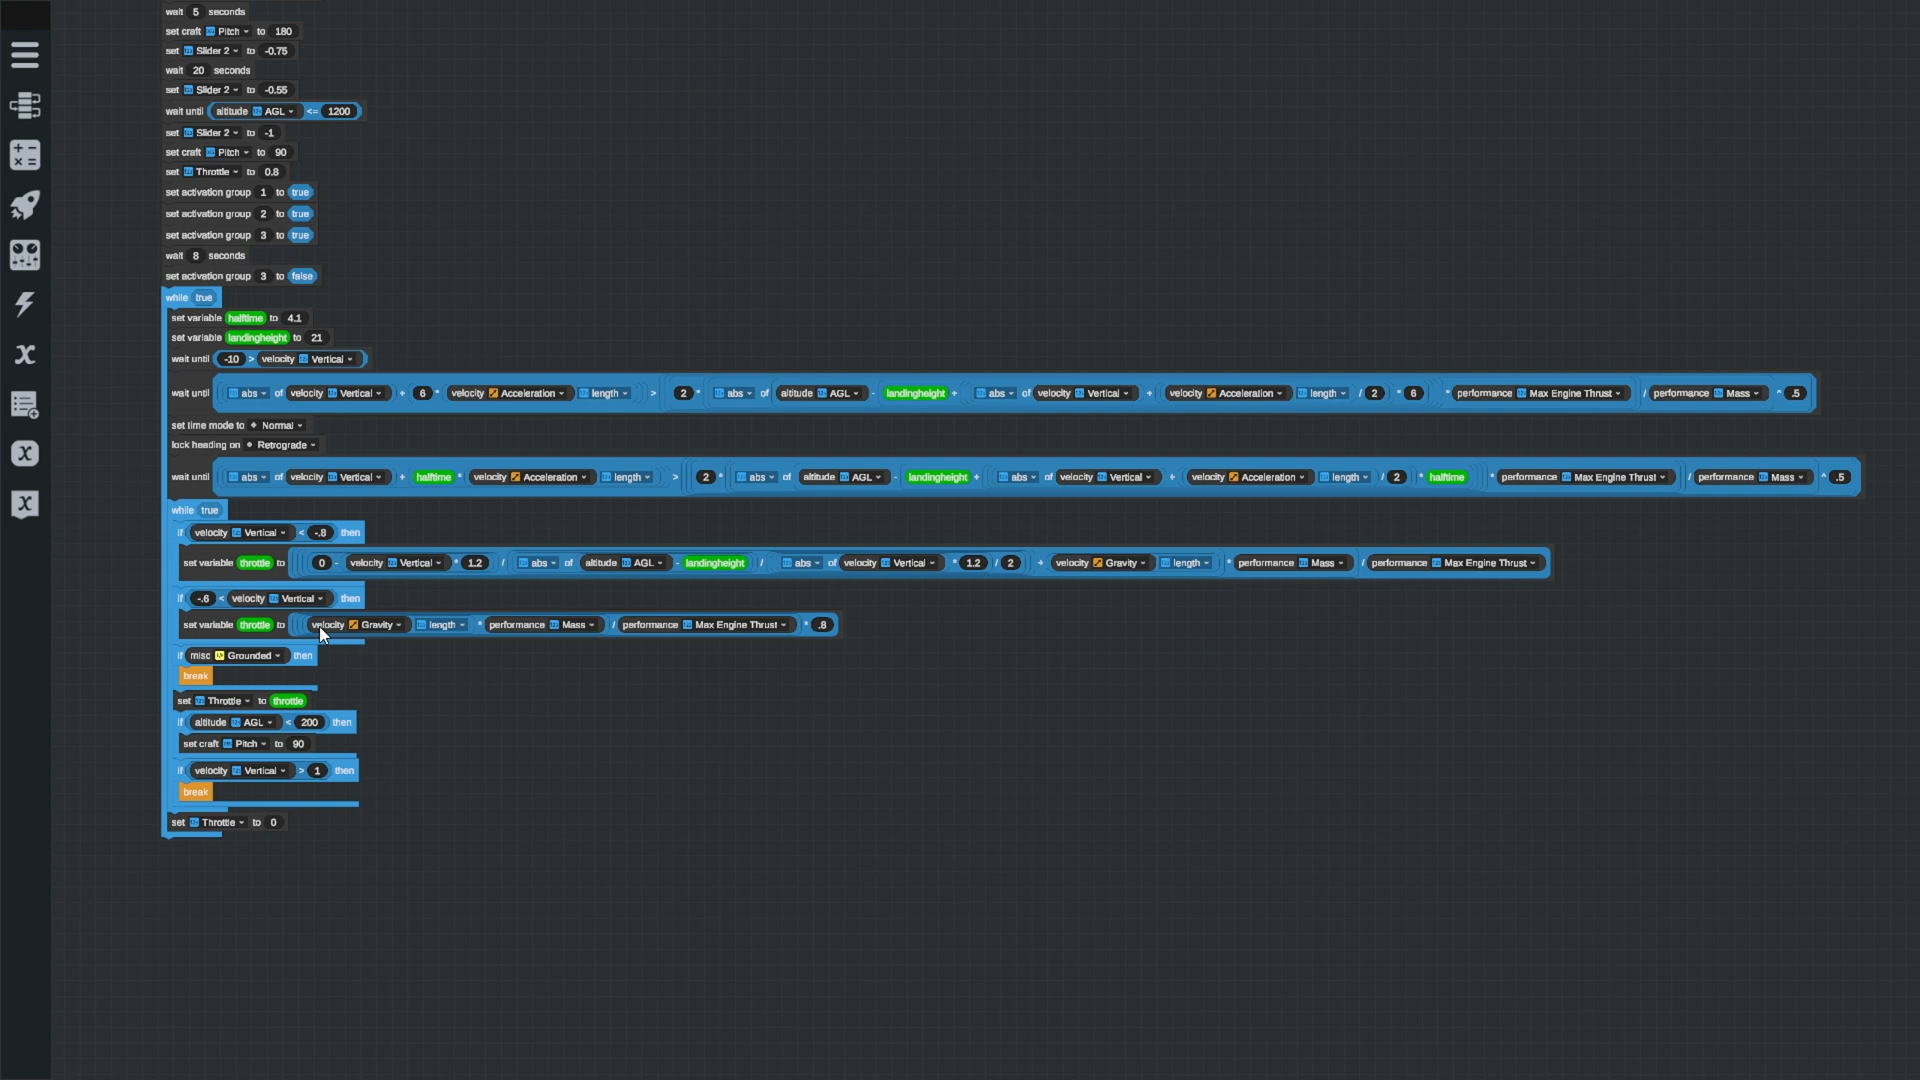 wait 5 seconds
set craft Pitch to 180
set Slider 2 to -0.75
wait 20 seconds
set Slider 2 to -0.55
wait until altitude AGL <= 1200
set Slider 2 to -1
set craft Pitch to 90
set Throttle to 0.8
set activation group 1 to true
set activation group 2 to true
set activation group 3 to true
wait 8 seconds
set activation group 3 to false
while true
set variable halftime to 4.1
set variable landingheight to 21
wait until -10 > velocity Vertical
wait until abs of velocity Vertical + 6 * velocity Acceleration length > 2 * abs of altitude AGL - landingheight + abs of velocity Vertical + velocity Acceleration length / 2 * 6 * performance Max Engine Thrust / performance Mass ^ .5
set time mode to Normal
lock heading on Retrograde
wait until abs of velocity Vertical + halftime * velocity Acceleration length > 2 * abs of altitude AGL - landingheight + abs of velocity Vertical + velocity Acceleration length / 2 * halftime * performance Max Engine Thrust / performance Mass ^ .5
while true
if velocity Vertical < -.8 then
set variable throttle to 0 - velocity Vertical * 1.2 / abs of altitude AGL - landingheight / abs of velocity Vertical * 1.2 / 2 + velocity Gravity length * performance Mass / performance Max Engine Thrust
if -.6 < velocity Vertical then
set variable throttle to velocity Gravity length * performance Mass / performance Max Engine Thrust * .8
if misc Grounded then
break
set Throttle to throttle
if altitude AGL < 200 then
set craft Pitch to 90
if velocity Vertical > 1 then
break
set Throttle to 0